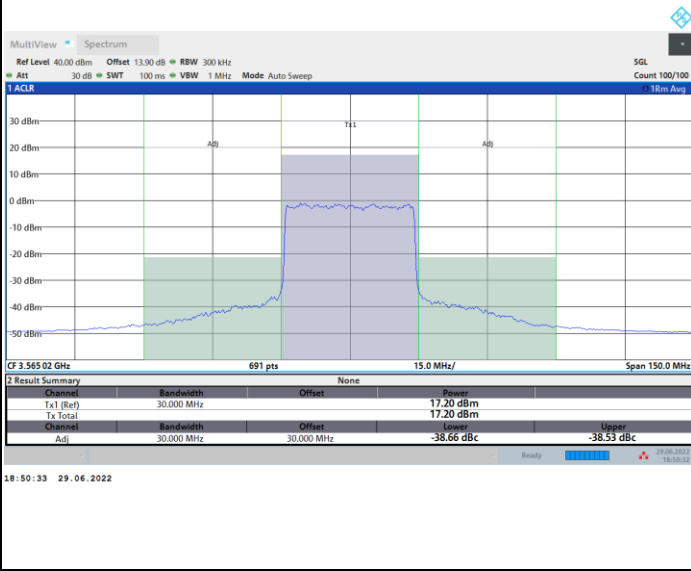 MultiView Spectrum
Ref Level 40.00 dBm Offset 13.90 dB RBW 300 kHz SGL
Att 30 dB SWT 100 ms VBW 1 MHz Mode Auto Sweep Count 100/100
1 ACLR 1Rm Avg
30 dBm
Tx1
20 dBm Adj Adj
10 dBm
0 dBm
-10 dBm
-20 dBm
-30 dBm
-40 dBm
-50 dBm
CF 3.565 02 GHz 691 pts 15.0 MHz/ Span 150.0 MHz
2 Result Summary None
Channel Bandwidth Offset Power
Tx1 (Ref) 30.000 MHz 17.20 dBm
Tx Total 17.20 dBm
Channel Bandwidth Offset Lower Upper
Adj 30.000 MHz 30.000 MHz -38.66 dBc -38.53 dBc
Ready 29.06.2022
18:50:32
18:50:33 29.06.2022